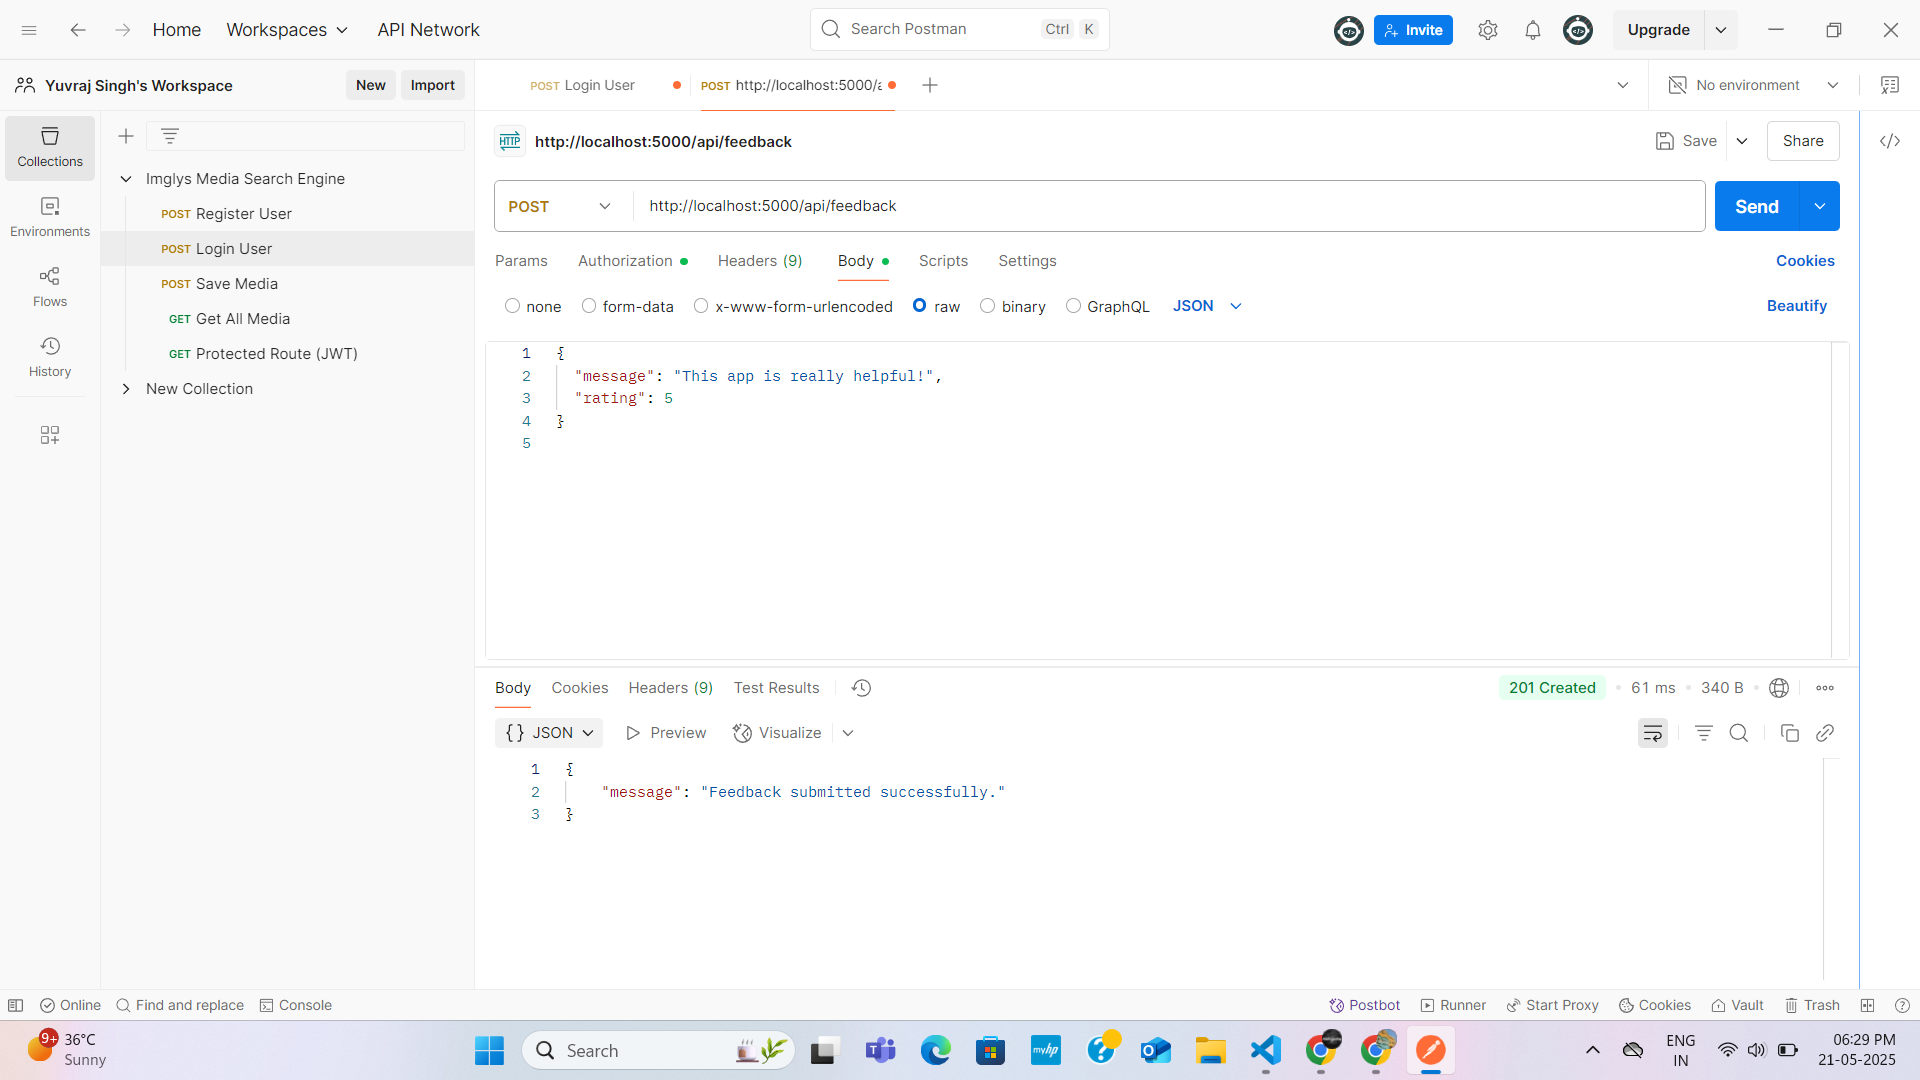 Home
Workspaces
API Network
Search Postman
Ctrl K
Invite
Upgrade
Yuvraj Singh's Workspace
New
Import
POST Login User
POST http://localhost:5000/a
No environment
Collections
Environments
Flows
History
Imglys Media Search Engine
POST Register User
POST Login User
POST Save Media
GET Get All Media
GET Protected Route (JWT)
New Collection
HTTP http://localhost:5000/api/feedback
Save
Share
POST http://localhost:5000/api/feedback
Send
Params Authorization Headers (9) Body Scripts Settings
Cookies
none form-data x-www-form-urlencoded raw binary GraphQL JSON
Beautify
1 {
2 "message": "This app is really helpful!",
3 "rating": 5
4 }
5
Body Cookies Headers (9) Test Results
201 Created 61 ms 340 B
{} JSON Preview Visualize
1 {
2 "message": "Feedback submitted successfully."
3 }
Online Find and replace Console
Postbot Runner Start Proxy Cookies Vault Trash
9+
36°C
Sunny
Search
myhp
ENG
IN
06:29 PM
21-05-2025